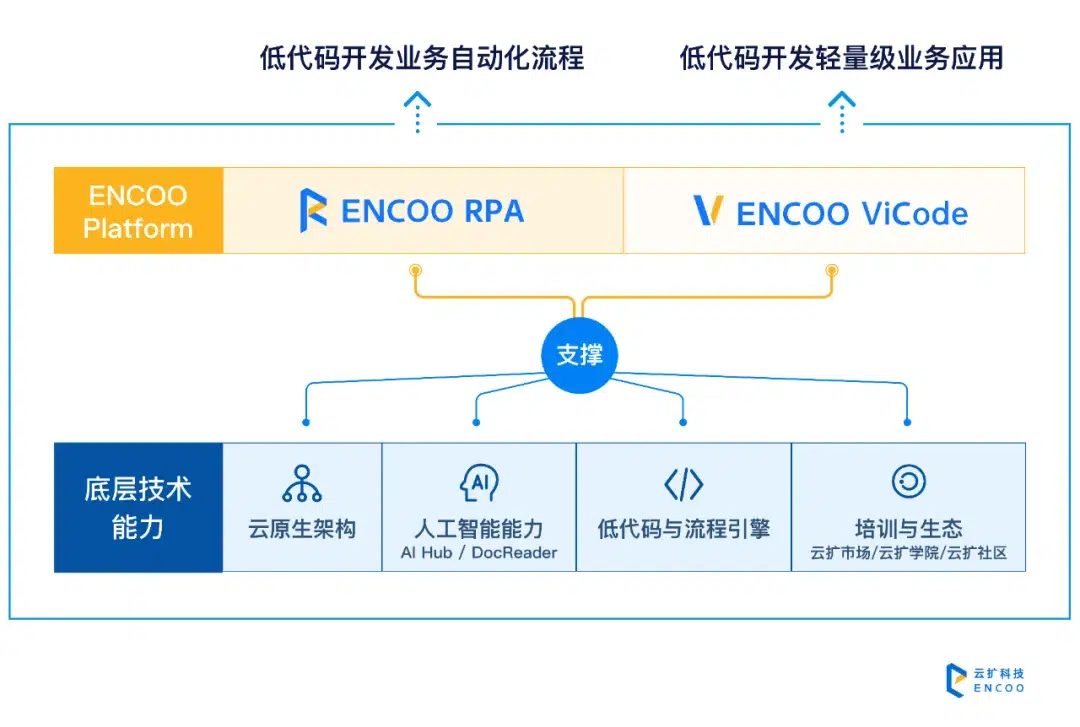 低代码开发业务自动化流程
低代码开发轻量级业务应用
ENCOO
Platform
ENCOO RPA
ENCOO ViCode
支撑
底层技术
能力
云原生架构
AI
人工智能能力
AI Hub / DocReader
低代码与流程引擎
培训与生态
云扩市场/云扩学院/云扩社区
云扩科技
ENCOO